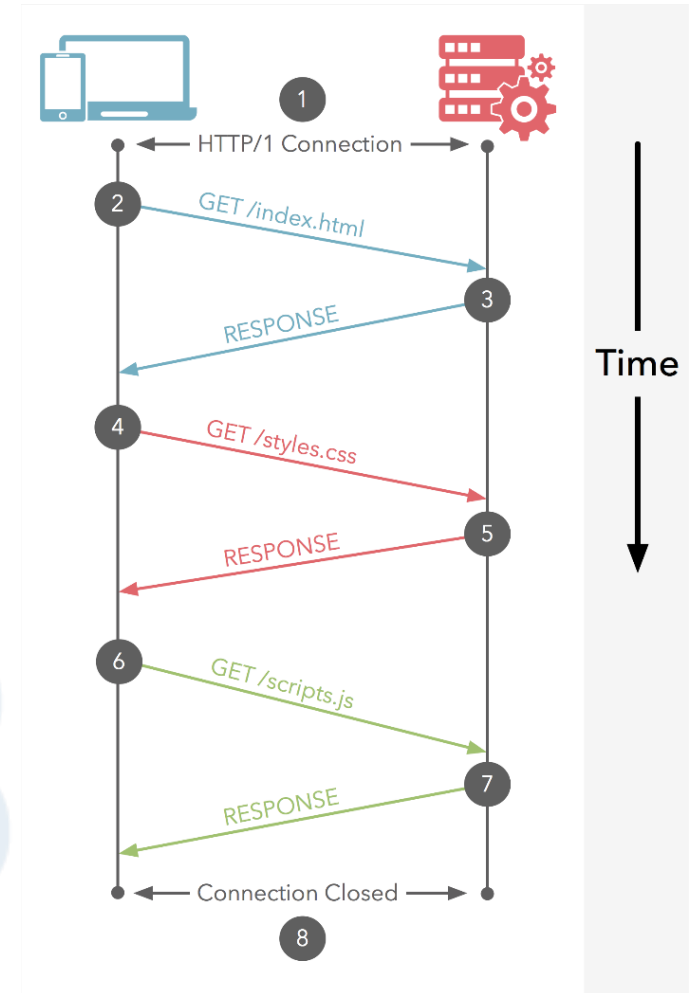 1
HTTP/1 Connection
2
GET /index.html
3
RESPONSE
Time
4
GET /styles.css
5
RESPONSE
6
GET /scripts.js
7
RESPONSE
Connection Closed
8